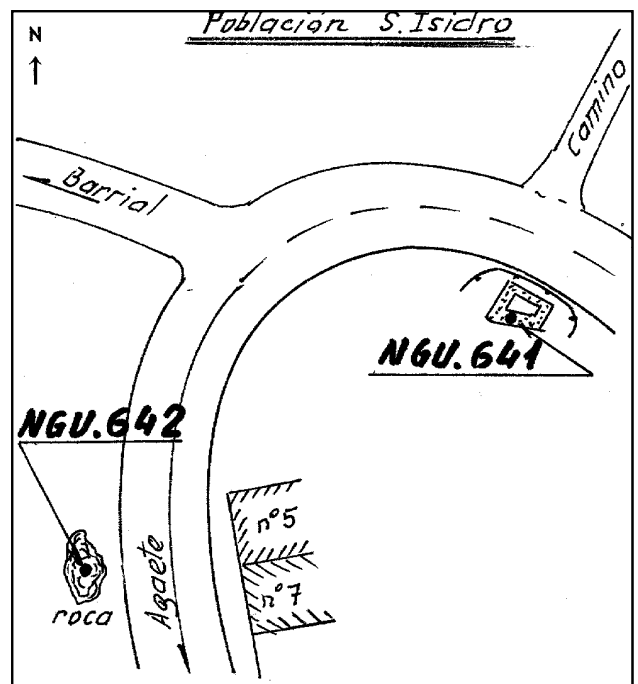 Población S.Isidro
N
Camino
Barrial
NGU.641
NGU.642
nº5
nº7
Agaete
roca